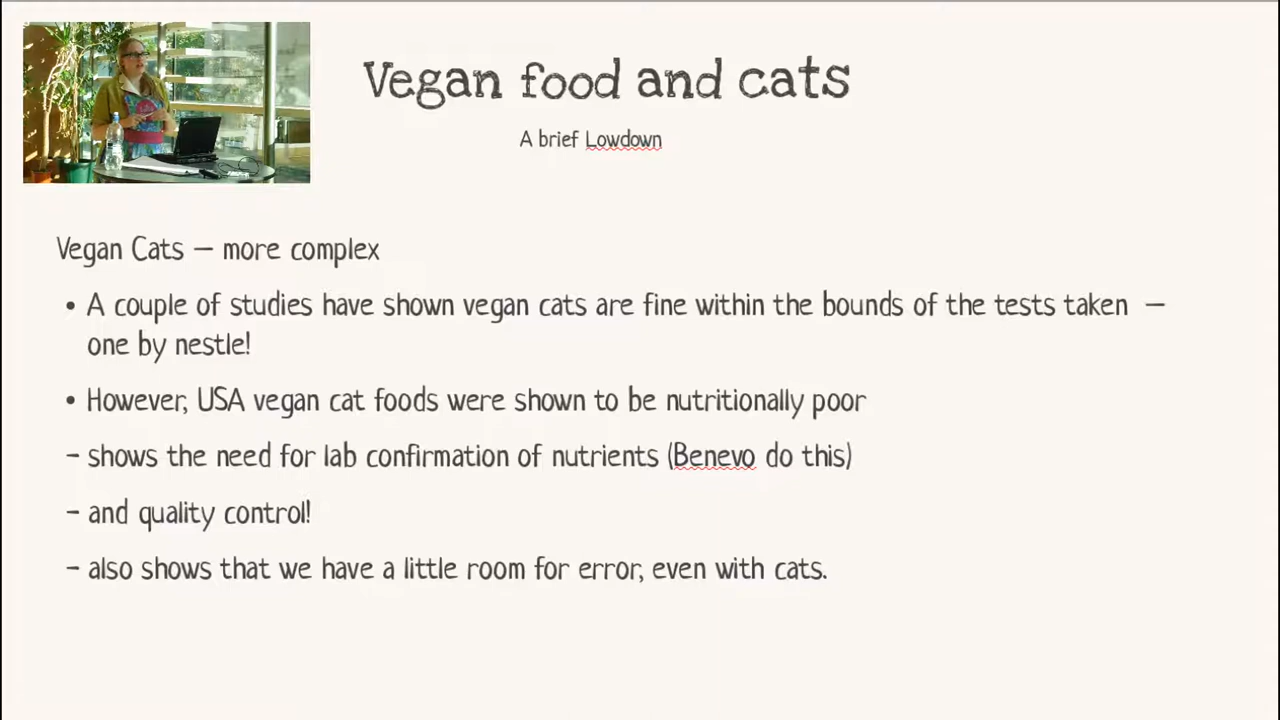 Vegan food and cats
A brief Lowdown
Vegan Cats – more complex
• A couple of studies have shown vegan cats are fine within the bounds of the tests taken –
one by nestle!
• However, USA vegan cat foods were shown to be nutritionally poor
– shows the need for lab confirmation of nutrients (Benevo do this)
– and quality control!
– also shows that we have a little room for error, even with cats.